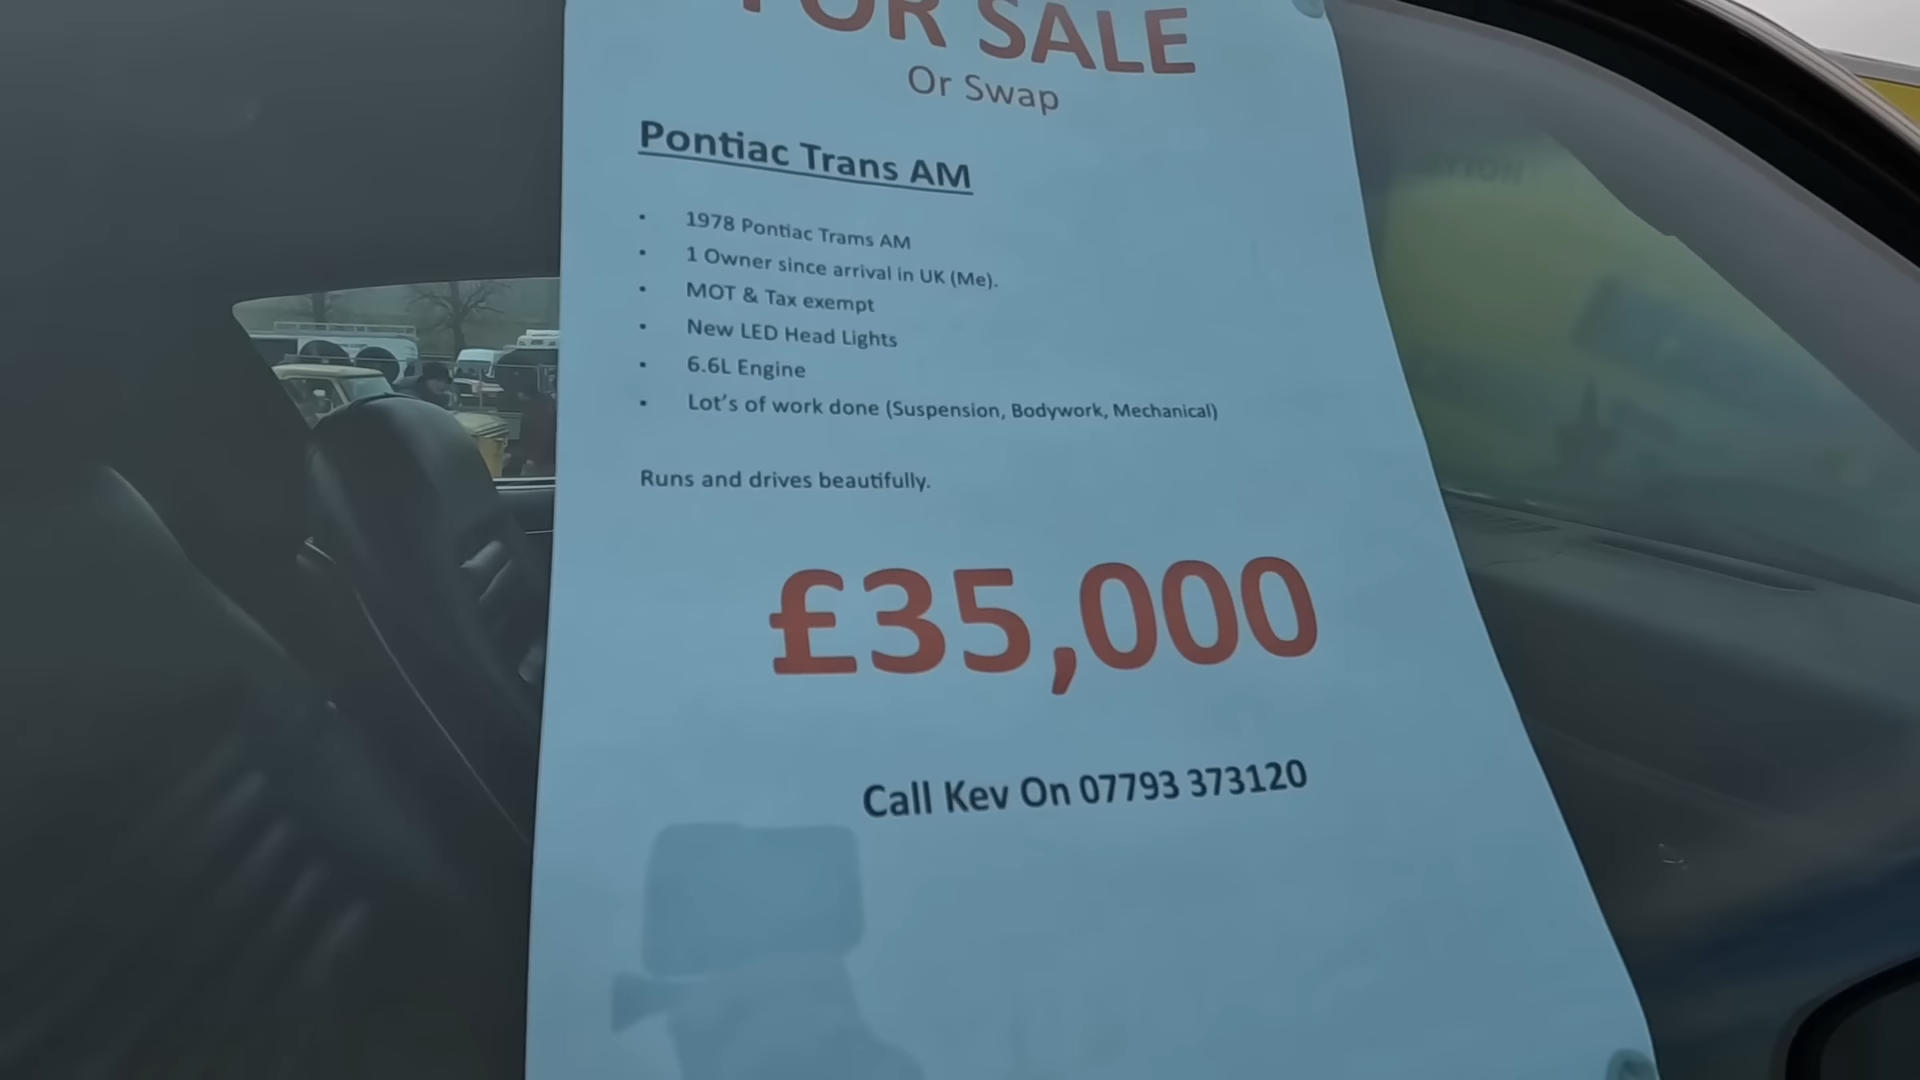 FOR SALE
Or Swap
Pontiac Trans AM
• 1978 Pontiac Trams AM
• 1 Owner since arrival in UK (Me).
• MOT & Tax exempt
• New LED Head Lights
• 6.6L Engine
• Lot's of work done (Suspension, Bodywork, Mechanical)
Runs and drives beautifully.
£35,000
Call Kev On 07793 373120